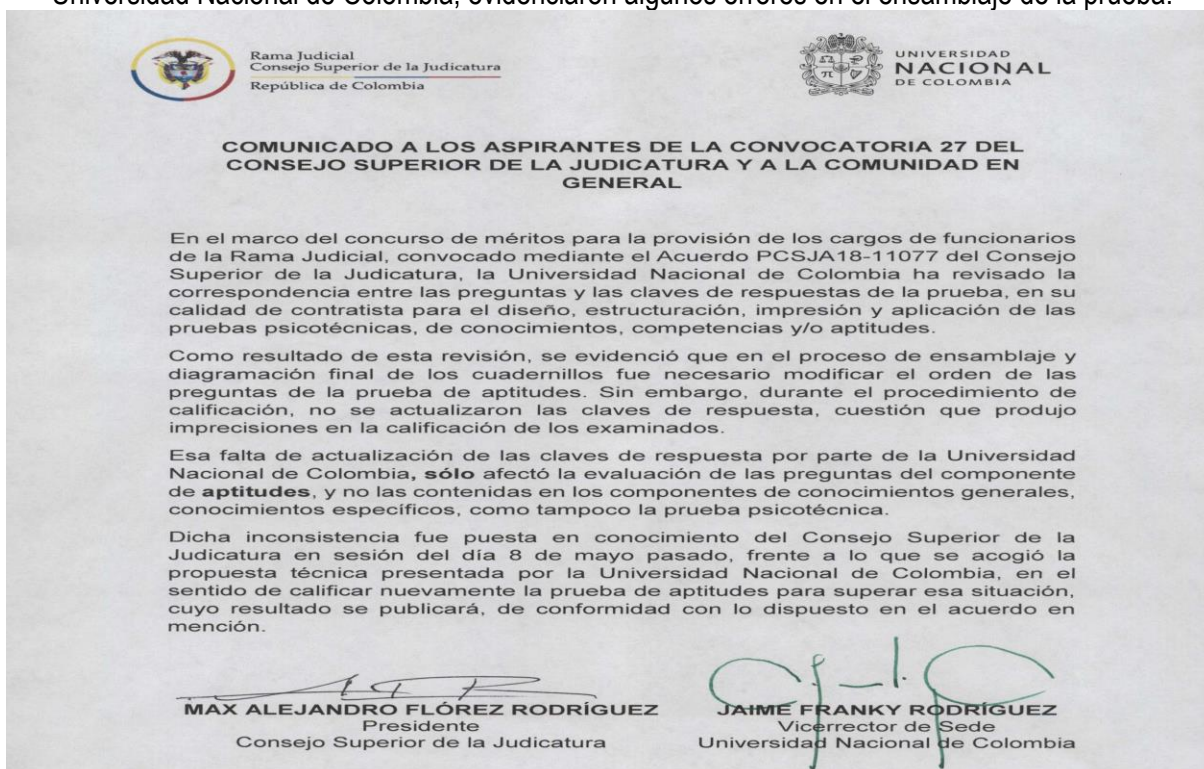 Universidad Nacional de Colombia, evidenciaron algunos errores en el ensamblaje de la prueba.
Rama Judicial
Consejo Superior de la Judicatura
República de Colombia
UNIVERSIDAD
NACIONAL
DE COLOMBIA
COMUNICADO A LOS ASPIRANTES DE LA CONVOCATORIA 27 DEL
CONSEJO SUPERIOR DE LA JUDICATURA Y A LA COMUNIDAD EN
GENERAL
En el marco del concurso de méritos para la provisión de los cargos de funcionarios
de la Rama Judicial, convocado mediante el Acuerdo PCSJA18-11077 del Consejo
Superior de la Judicatura, la Universidad Nacional de Colombia ha revisado la
correspondencia entre las preguntas y las claves de respuestas de la prueba, en su
calidad de contratista para el diseño, estructuración, impresión y aplicación de las
pruebas psicotécnicas, de conocimientos, competencias y/o aptitudes.
Como resultado de esta revisión, se evidenció que en el proceso de ensamblaje y
diagramación final de los cuadernillos fue necesario modificar el orden de las
preguntas de la prueba de aptitudes. Sin embargo, durante el procedimiento de
calificación, no se actualizaron las claves de respuesta, cuestión que produjo
imprecisiones en la calificación de los examinados.
Esa falta de actualización de las claves de respuesta por parte de la Universidad
Nacional de Colombia, sólo afectó la evaluación de las preguntas del componente
de aptitudes, y no las contenidas en los componentes de conocimientos generales,
conocimientos específicos, como tampoco la prueba psicotécnica.
Dicha inconsistencia fue puesta en conocimiento del Consejo Superior de la
Judicatura en sesión del día 8 de mayo pasado, frente a lo que se acogió la
propuesta técnica presentada por la Universidad Nacional de Colombia, en el
sentido de calificar nuevamente la prueba de aptitudes para superar esa situación,
cuyo resultado se publicará, de conformidad con lo dispuesto en el acuerdo en
mención.
MAX ALEJANDRO FLÓREZ RODRÍGUEZ
Presidente
Consejo Superior de la Judicatura
JAIME FRANKY RODRÍGUEZ
Vicerrector de Sede
Universidad Nacional de Colombia